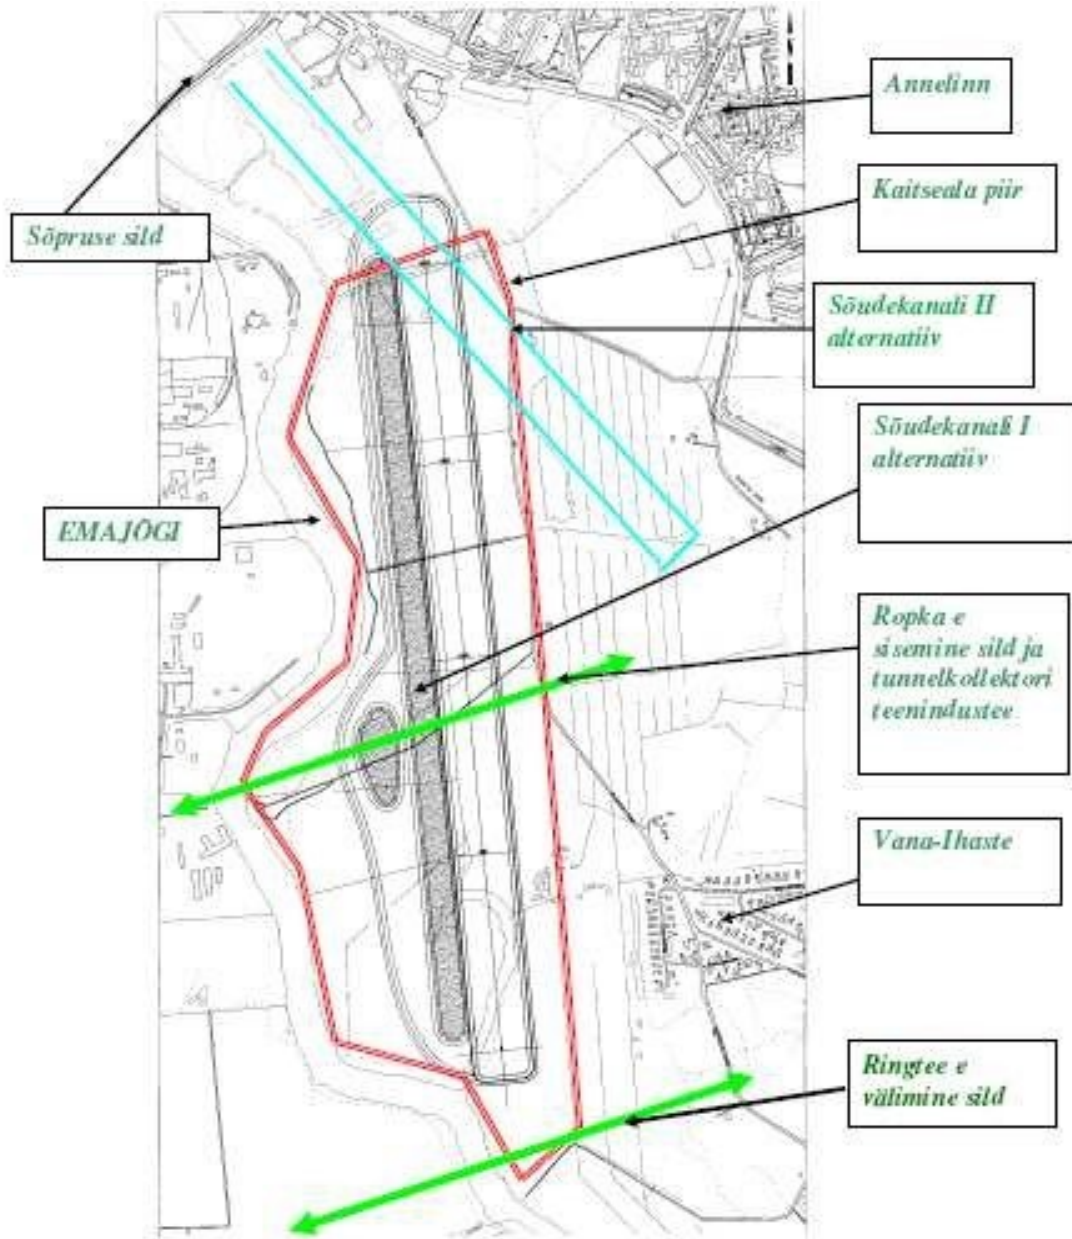 Annelinn
Kaitseala piir
Sõpruse sild
Sõudekanali II
alternatiiv
Sõudekanali I
alternatiiv
EMAJÕGI
Ropka e
sisemine sild ja
tunnelkollektori
teenindustee
Vana-Ihaste
Ringtee e
välimine sild